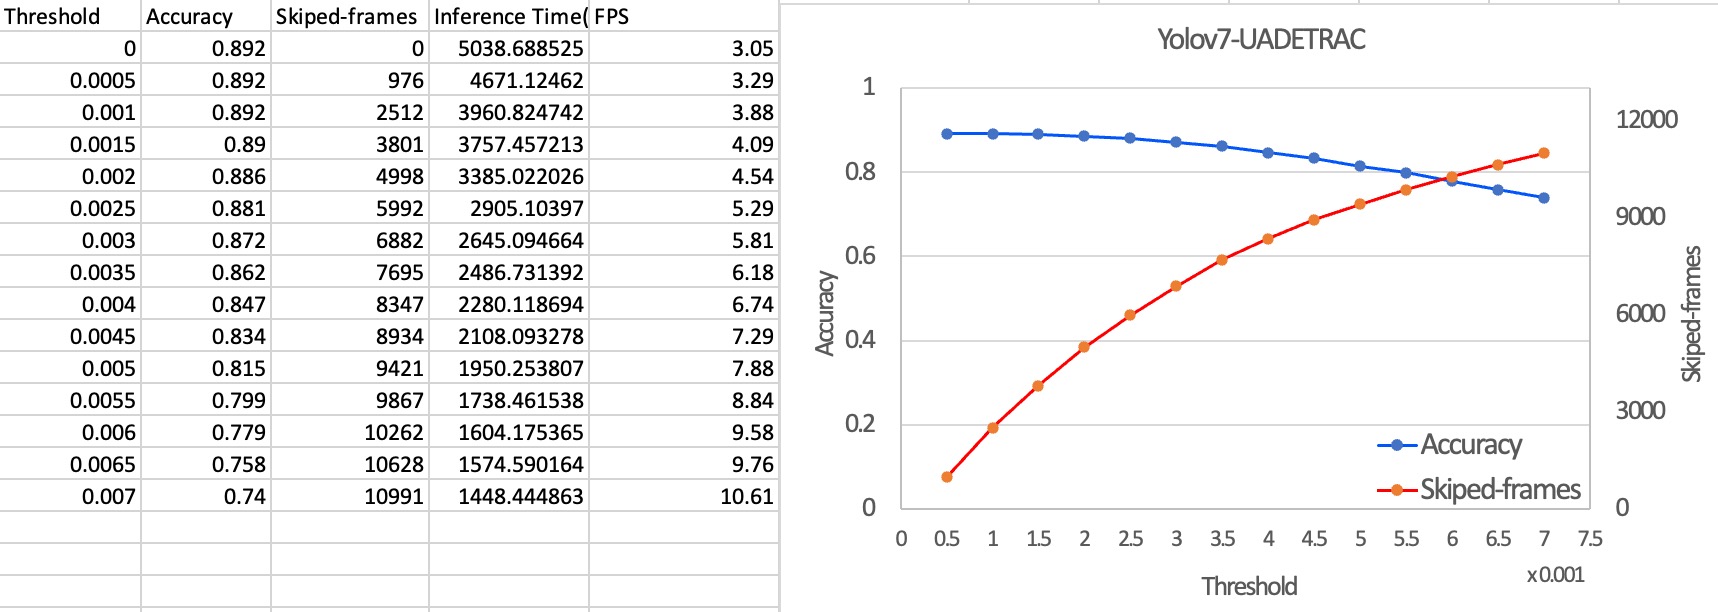 Threshold Accuracy Skiped-frames Inference Time( FPS
0 0.892 0 5038.688525 3.05
0.0005 0.892 976 4671.12462 3.29
0.001 0.892 2512 3960.824742 3.88
0.0015 0.89 3801 3757.457213 4.09
0.002 0.886 4998 3385.022026 4.54
0.0025 0.881 5992 2905.10397 5.29
0.003 0.872 6882 2645.094664 5.81
0.0035 0.862 7695 2486.731392 6.18
0.004 0.847 8347 2280.118694 6.74
0.0045 0.834 8934 2108.093278 7.29
0.005 0.815 9421 1950.253807 7.88
0.0055 0.799 9867 1738.461538 8.84
0.006 0.779 10262 1604.175365 9.58
0.0065 0.758 10628 1574.590164 9.76
0.007 0.74 10991 1448.444863 10.61
Yolov7-UADETRAC
1
0.8
0.6
0.4
0.2
0
Accuracy
12000
9000
6000
3000
0
Skiped-frames
Accuracy
Skiped-frames
0 0.5 1 1.5 2 2.5 3 3.5 4 4.5 5 5.5 6 6.5 7 7.5
x 0.001
Threshold